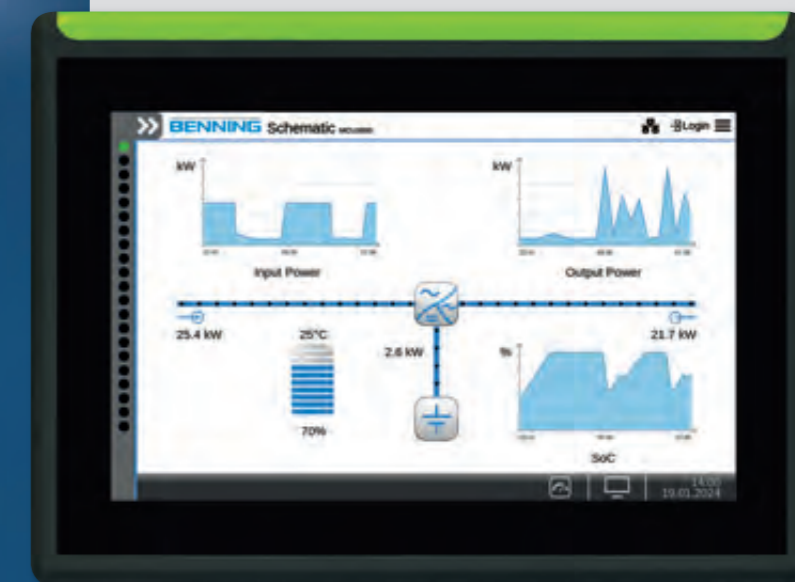 BENNING Schematic
Login
kW
kW
Input Power
Output Power
25.4 kW
25°C
2.6 kW
%
21.7 kW
70%
SoC
14:00
19.01.2024